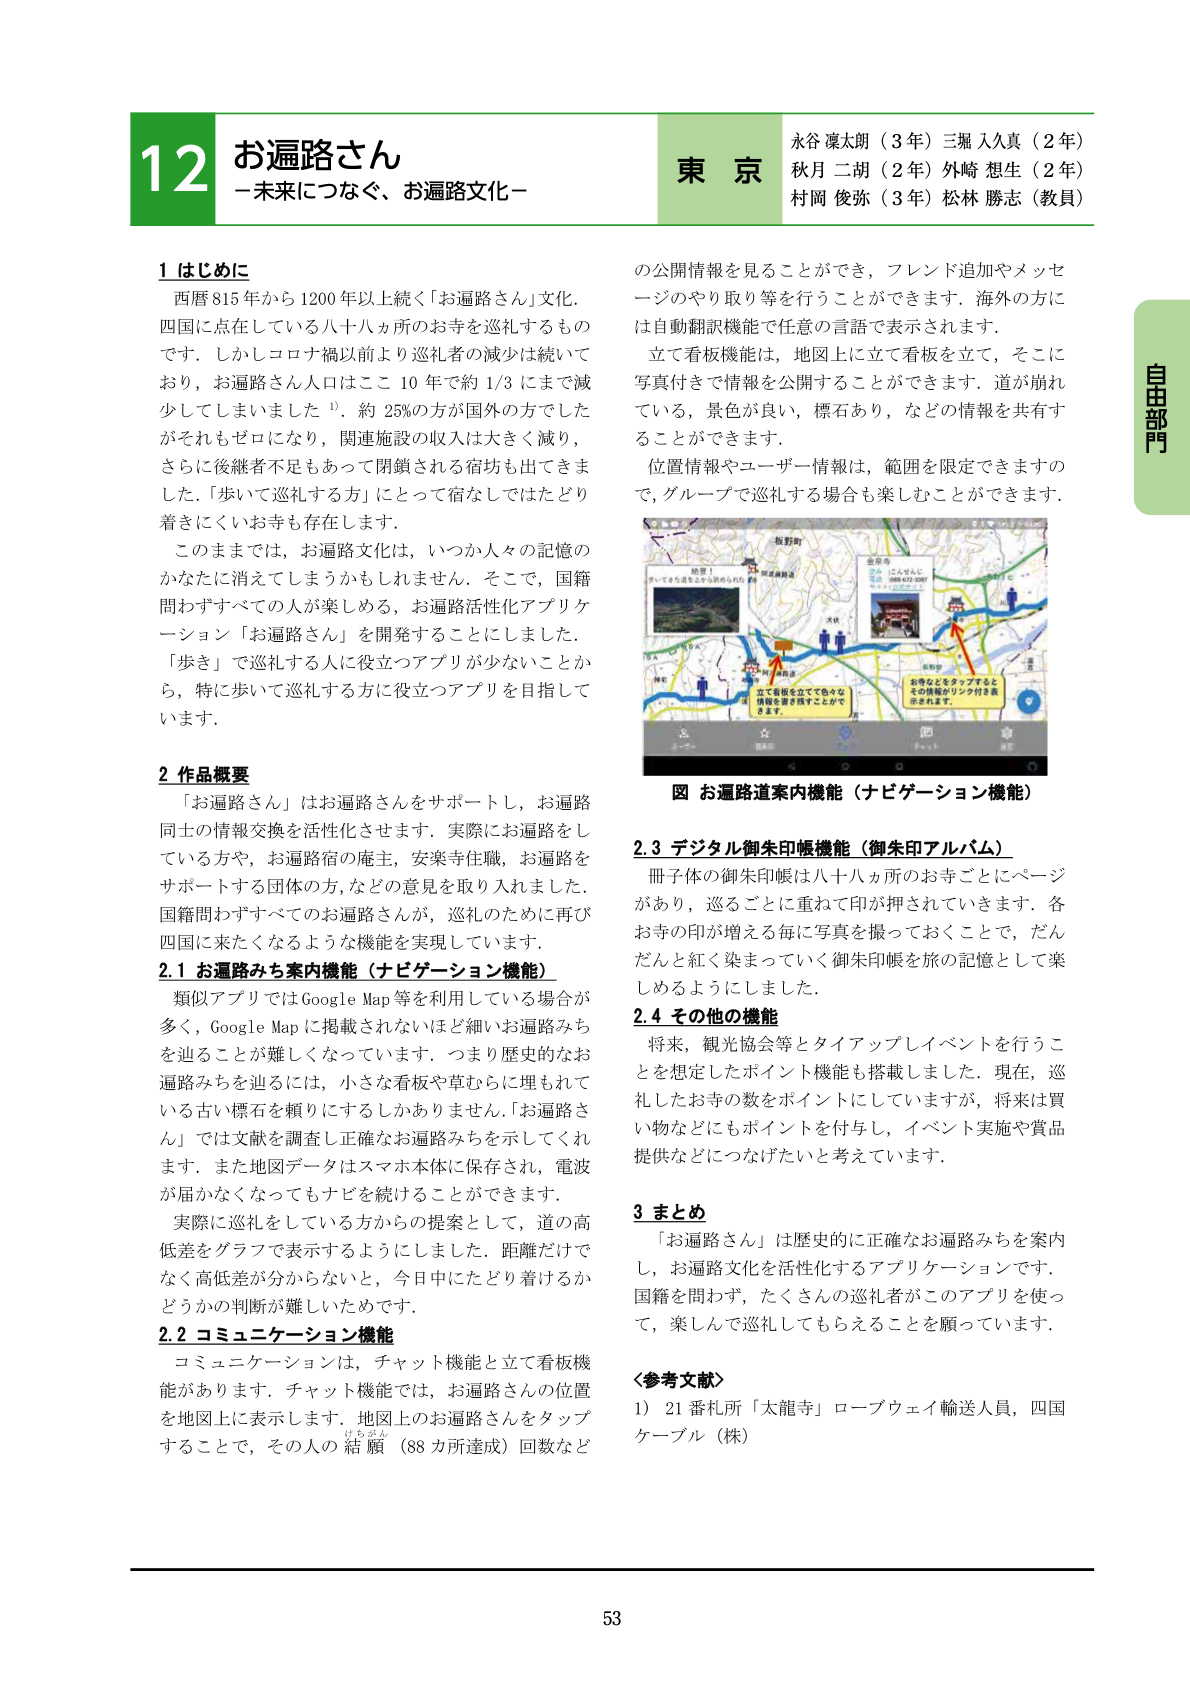 12
お遍路さん
－未来につなぐ、お遍路文化－
東 京
永谷 凜太朗（３年）三堀 入久真（２年）
秋月 二胡（２年）外崎 想生（２年）
村岡 俊弥（３年）松林 勝志（教員）
自由部門
1 はじめに
西暦 815 年から 1200 年以上続く「お遍路さん」文化．
四国に点在している八十八ヵ所のお寺を巡礼するもの
です．しかしコロナ禍以前より巡礼者の減少は続いて
おり，お遍路さん人口はここ 10 年で約 1/3 にまで減
少してしまいました 1)．約 25%の方が国外の方でした
がそれもゼロになり，関連施設の収入は大きく減り，
さらに後継者不足もあって閉鎖される宿坊も出てきま
した．「歩いて巡礼する方」にとって宿なしではたどり
着きにくいお寺も存在します．
このままでは，お遍路文化は，いつか人々の記憶の
かなたに消えてしまうかもしれません．そこで，国籍
問わずすべての人が楽しめる，お遍路活性化アプリケ
ーション「お遍路さん」を開発することにしました．
「歩き」で巡礼する人に役立つアプリが少ないことか
ら，特に歩いて巡礼する方に役立つアプリを目指して
います．
2 作品概要
「お遍路さん」はお遍路さんをサポートし，お遍路
同士の情報交換を活性化させます．実際にお遍路をし
ている方や，お遍路宿の庵主，安楽寺住職，お遍路を
サポートする団体の方，などの意見を取り入れました．
国籍問わずすべてのお遍路さんが，巡礼のために再び
四国に来たくなるような機能を実現しています．
2.1 お遍路みち案内機能（ナビゲーション機能）
類似アプリでは Google Map 等を利用している場合が
多く，Google Map に掲載されないほど細いお遍路みち
を辿ることが難しくなっています．つまり歴史的なお
遍路みちを辿るには，小さな看板や草むらに埋もれて
いる古い標石を頼りにするしかありません．「お遍路さ
ん」では文献を調査し正確なお遍路みちを示してくれ
ます．また地図データはスマホ本体に保存され，電波
が届かなくなってもナビを続けることができます．
実際に巡礼をしている方からの提案として，道の高
低差をグラフで表示するようにしました．距離だけで
なく高低差が分からないと，今日中にたどり着けるか
どうかの判断が難しいためです．
2.2 コミュニケーション機能
コミュニケーションは，チャット機能と立て看板機
能があります．チャット機能では，お遍路さんの位置
を地図上に表示します．地図上のお遍路さんをタップ
けちがん
することで，その人の 結 願 （88 カ所達成）回数など
の公開情報を見ることができ，フレンド追加やメッセ
ージのやり取り等を行うことができます．海外の方に
は自動翻訳機能で任意の言語で表示されます．
立て看板機能は，地図上に立て看板を立て，そこに
写真付きで情報を公開することができます．道が崩れ
ている，景色が良い，標石あり，などの情報を共有す
ることができます．
位置情報やユーザー情報は，範囲を限定できますの
で，グループで巡礼する場合も楽しむことができます．
板野町
絶景！
金泉寺
立て看板を立てて色々な
情報を書き残すことがで
きます。
お寺などをタップすると
その情報がリンク付き表
示されます。
図 お遍路道案内機能（ナビゲーション機能）
2.3 デジタル御朱印帳機能（御朱印アルバム）
冊子体の御朱印帳は八十八ヵ所のお寺ごとにページ
があり，巡るごとに重ねて印が押されていきます．各
お寺の印が増える毎に写真を撮っておくことで，だん
だんと紅く染まっていく御朱印帳を旅の記憶として楽
しめるようにしました．
2.4 その他の機能
将来，観光協会等とタイアップしイベントを行うこ
とを想定したポイント機能も搭載しました．現在，巡
礼したお寺の数をポイントにしていますが，将来は買
い物などにもポイントを付与し，イベント実施や賞品
提供などにつなげたいと考えています．
3 まとめ
「お遍路さん」は歴史的に正確なお遍路みちを案内
し，お遍路文化を活性化するアプリケーションです．
国籍を問わず，たくさんの巡礼者がこのアプリを使っ
て，楽しんで巡礼してもらえることを願っています．
〈参考文献〉
1） 21 番札所「太龍寺」ロープウェイ輸送人員，四国
ケーブル（株）
53